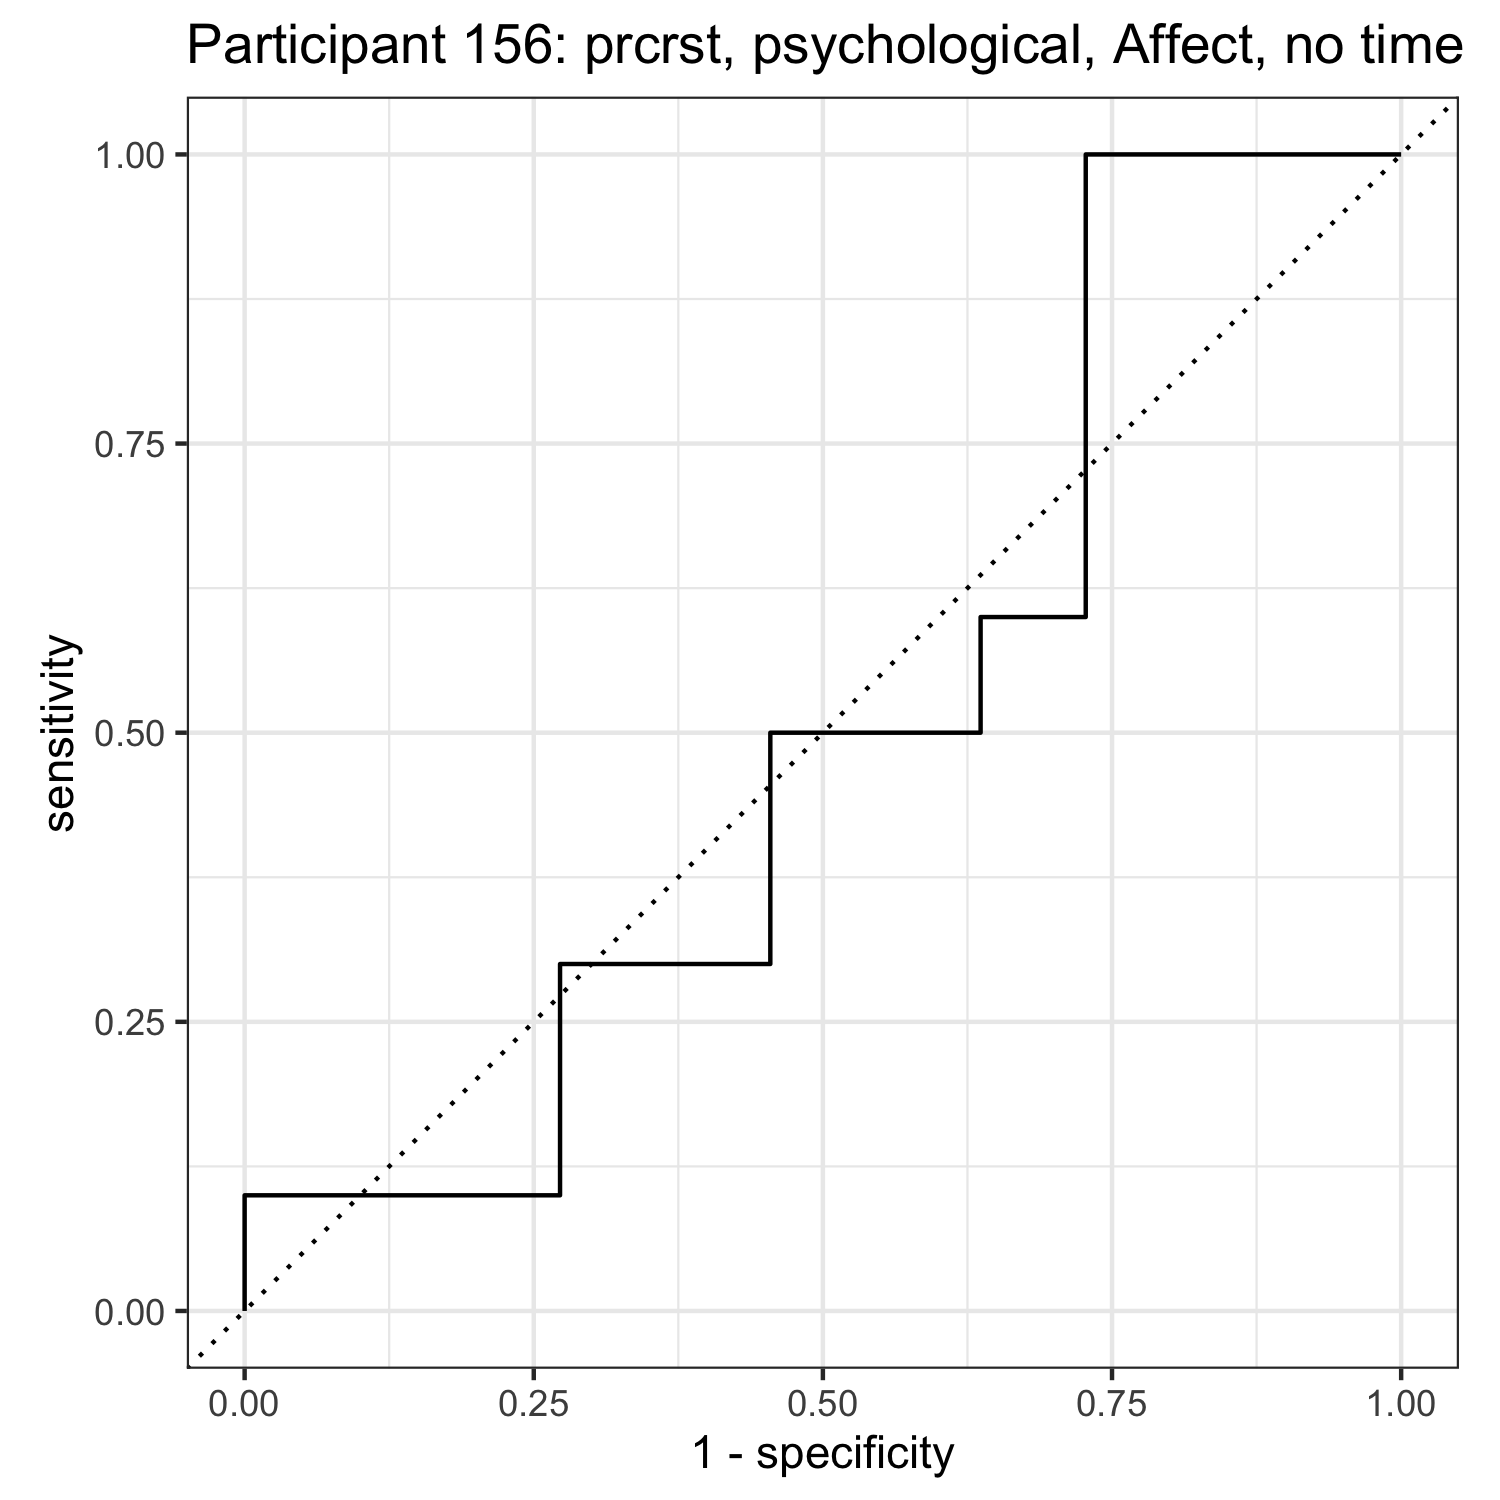 Participant 156: prcrst, psychological, Affect, no time
1.00
0.75
0.50
0.25
0.00
sensitivity
0.00 0.25 0.50 0.75 1.00
1 - specificity